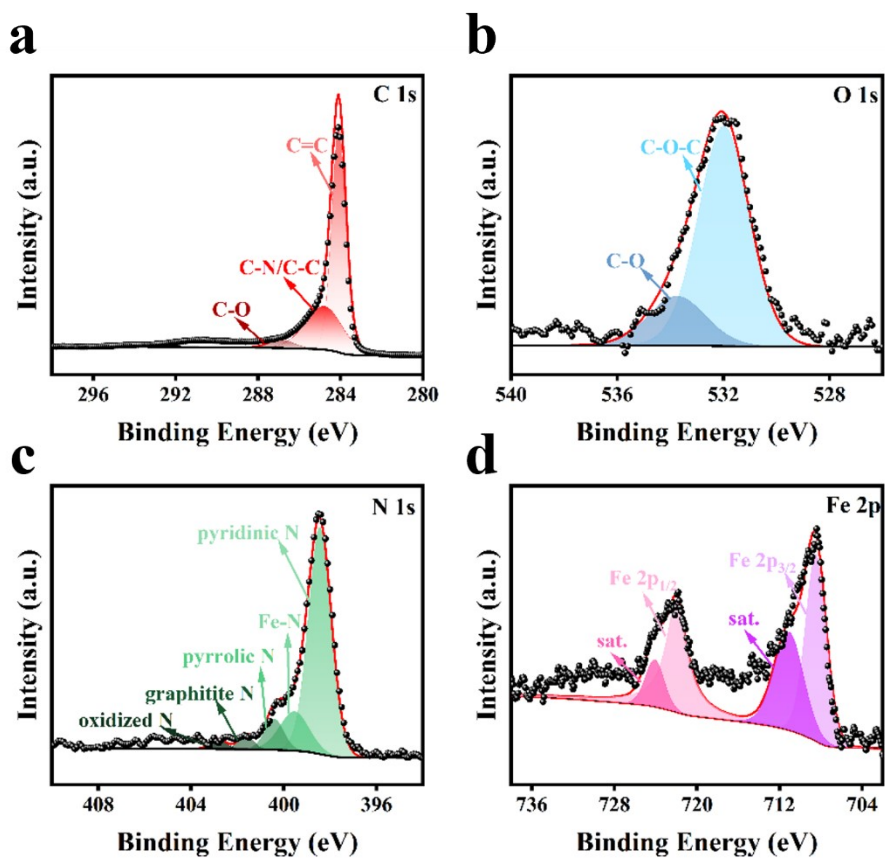 a
C 1s
C=C
C-N/C-C
C-O
Intensity (a.u.)
296 292 288 284 280
Binding Energy (eV)
b
O 1s
C-O-C
C-O
Intensity (a.u.)
540 536 532 528
Binding Energy (eV)
c
N 1s
pyridinic N
Fe-N
pyrrolic N
graphitite N
oxidized N
Intensity (a.u.)
408 404 400 396
Binding Energy (eV)
d
Fe 2p
Fe 2p3/2
Fe 2p1/2
sat.
sat.
Intensity (a.u.)
736 728 720 712 704
Binding Energy (eV)